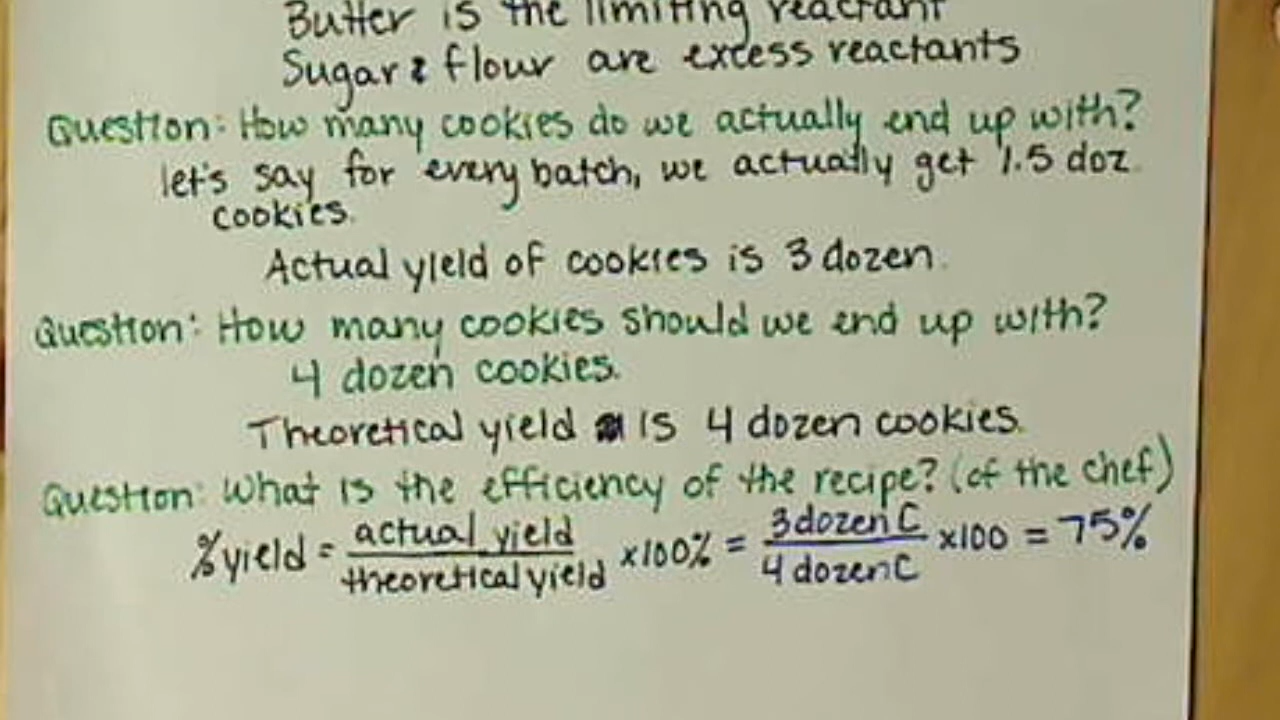 Butter is the limiting reactant
Sugar & flour are excess reactants
Question: How many cookies do we actually end up with?
let's say for every batch, we actually get 1.5 doz
cookies.
Actual yield of cookies is 3 dozen.
Question: How many cookies should we end up with?
4 dozen cookies.
Theoretical yield is 4 dozen cookies.
Question: What is the efficiency of the recipe? (of the chef)
% yield = actual yield / theoretical yield x100% = 3 dozen C / 4 dozen C x100 = 75%